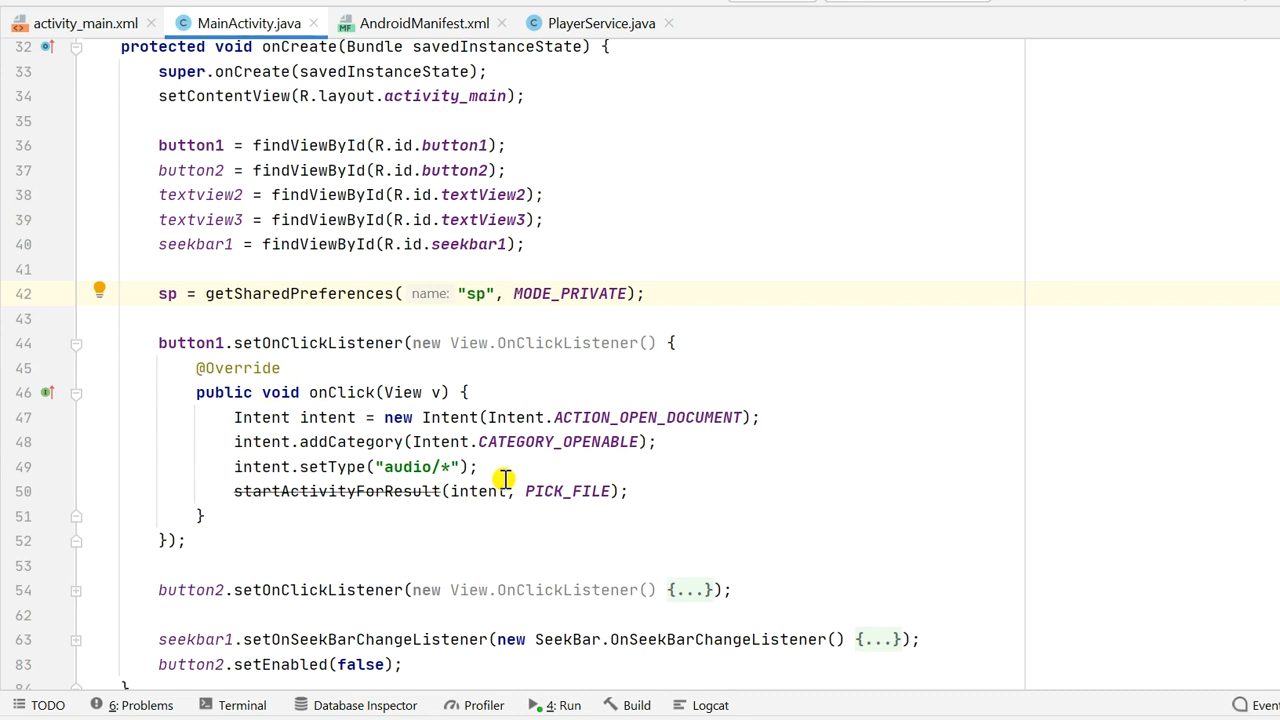 activity_main.xml MainActivity.java AndroidManifest.xml PlayerService.java
32 protected void onCreate(Bundle savedInstanceState) {
33 super.onCreate(savedInstanceState);
34 setContentView(R.layout.activity_main);
35
36 button1 = findViewById(R.id.button1);
37 button2 = findViewById(R.id.button2);
38 textview2 = findViewById(R.id.textView2);
39 textview3 = findViewById(R.id.textView3);
40 seekbar1 = findViewById(R.id.seekbar1);
41
42 sp = getSharedPreferences( name: "sp", MODE_PRIVATE);
43
44 button1.setOnClickListener(new View.OnClickListener() {
45 @Override
46 public void onClick(View v) {
47 Intent intent = new Intent(Intent.ACTION_OPEN_DOCUMENT);
48 intent.addCategory(Intent.CATEGORY_OPENABLE);
49 intent.setType("audio/*");
50 startActivityForResult(intent, PICK_FILE);
51 }
52 });
53
54 button2.setOnClickListener(new View.OnClickListener() {...});
62
63 seekbar1.setOnSeekBarChangeListener(new SeekBar.OnSeekBarChangeListener() {...});
83 button2.setEnabled(false);
84 }
TODO 6: Problems Terminal Database Inspector Profiler 4: Run Build Logcat Even